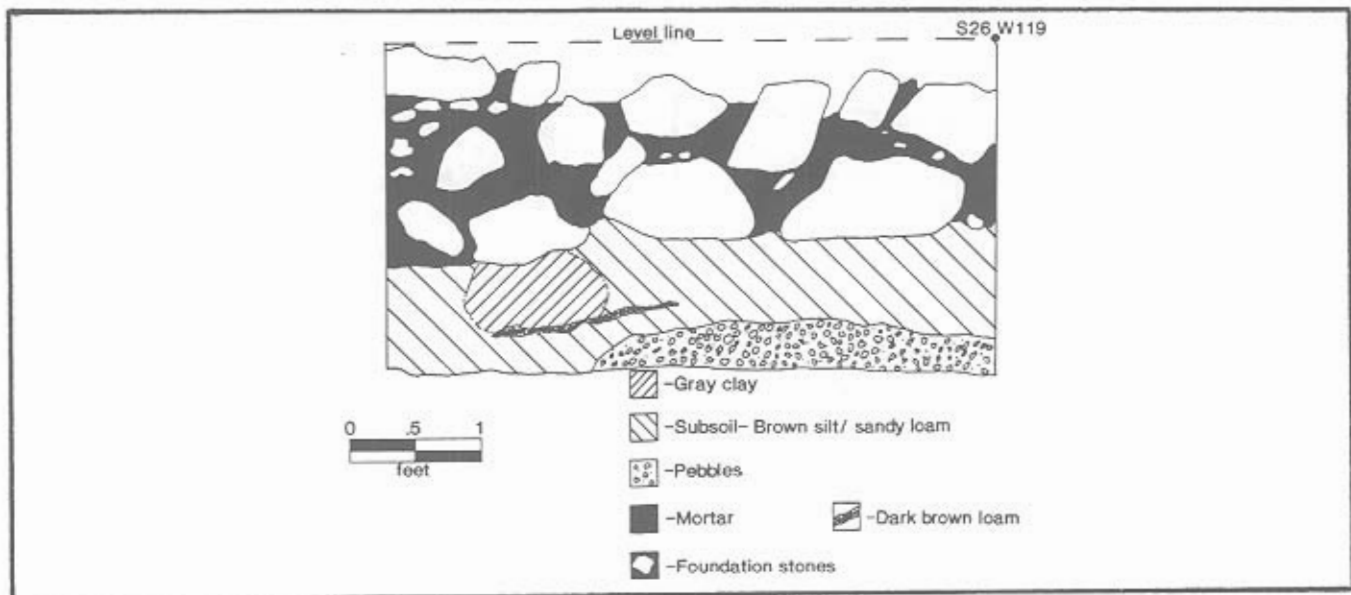 Level line
S26 W119
-Gray clay
0 .5 1
feet
-Subsoil- Brown silt/ sandy loam
-Pebbles
-Mortar
-Dark brown loam
-Foundation stones